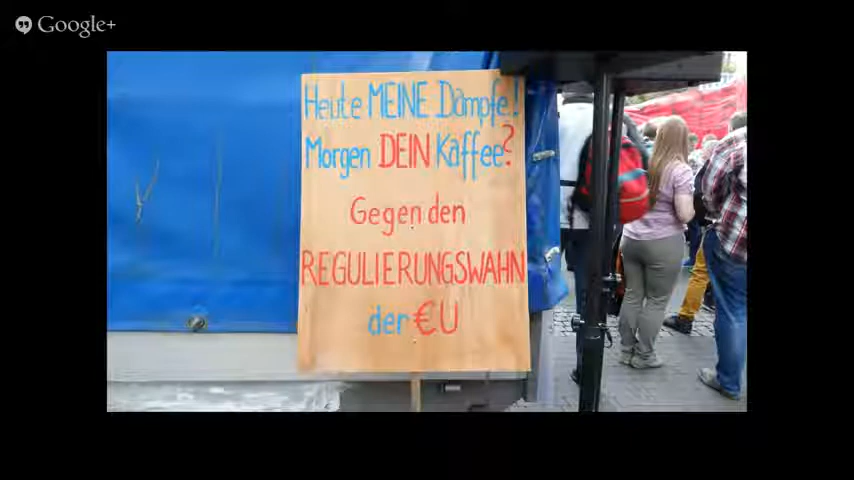 Google+
Heute MEINE Dampfe!
Morgen DEIN Kaffee?
Gegen den
REGULIERUNGSWAHN
der €U